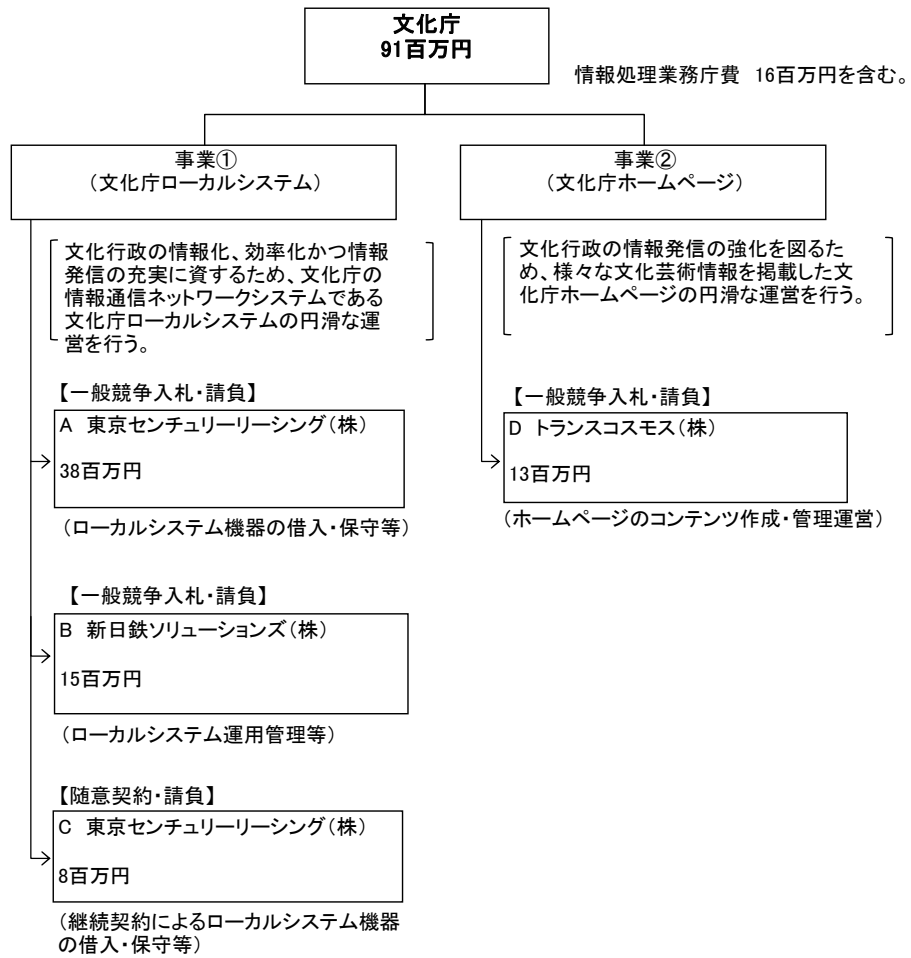 文化庁
91百万円
情報処理業務庁費　16百万円を含む。
事業①
（文化庁ローカルシステム）
文化行政の情報化、効率化かつ情報
発信の充実に資するため、文化庁の
情報通信ネットワークシステムである
文化庁ローカルシステムの円滑な運
営を行う。
【一般競争入札・請負】
A　東京センチュリーリーシング（株）
38百万円
（ローカルシステム機器の借入・保守等）
【一般競争入札・請負】
B　新日鉄ソリューションズ（株）
15百万円
（ローカルシステム運用管理等）
【随意契約・請負】
C　東京センチュリーリーシング（株）
8百万円
（継続契約によるローカルシステム機器
の借入・保守等）
事業②
（文化庁ホームページ）
文化行政の情報発信の強化を図るた
め、様々な文化芸術情報を掲載した文
化庁ホームページの円滑な運営を行う。
【一般競争入札・請負】
D　トランスコスモス（株）
13百万円
（ホームページのコンテンツ作成・管理運営）